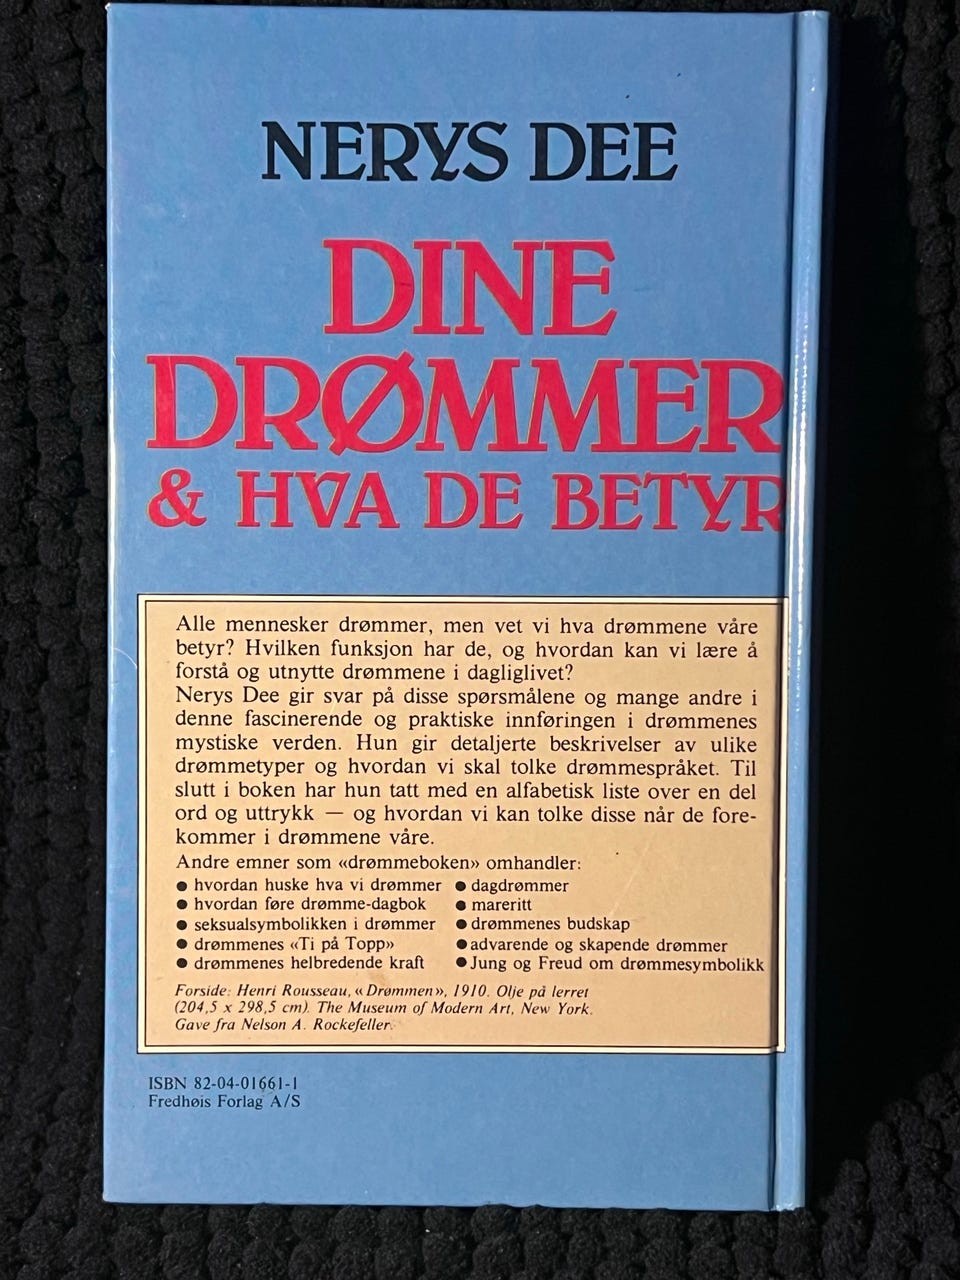 NERYS DEE
DINE
DRØMMER
& HVA DE BETYR
Alle mennesker drømmer, men vet vi hva drømmene våre
betyr? Hvilken funksjon har de, og hvordan kan vi lære å
forstå og utnytte drømmene i dagliglivet?
Nerys Dee gir svar på disse spørsmålene og mange andre i
denne fascinerende og praktiske innføringen i drømmenes
mystiske verden. Hun gir detaljerte beskrivelser av ulike
drømmetyper og hvordan vi skal tolke drømmespråket. Til
slutt i boken har hun tatt med en alfabetisk liste over en del
ord og uttrykk — og hvordan vi kan tolke disse når de fore-
kommer i drømmene våre.
Andre emner som «drømmeboken» omhandler:
● hvordan huske hva vi drømmer
● hvordan føre drømme-dagbok
● seksualsymbolikken i drømmer
● drømmenes «Ti på Topp»
● drømmenes helbredende kraft
● dagdrømmer
● mareritt
● drømmenes budskap
● advarende og skapende drømmer
● Jung og Freud om drømmesymbolikk
Forside: Henri Rousseau, «Drømmen», 1910. Olje på lerret
(204,5 x 298,5 cm). The Museum of Modern Art, New York.
Gave fra Nelson A. Rockefeller.
ISBN 82-04-01661-1
Fredhøis Forlag A/S